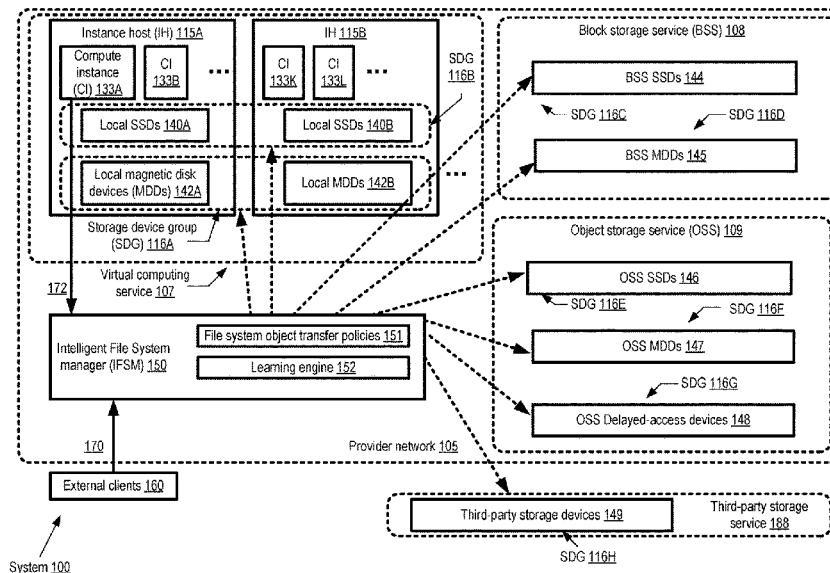 Instance host (IH) 115A
IH 115B
Compute instance (CI) 133A
CI 133B
...
CI 133K
CI 133L
...
...
SDG 116B
Local SSDs 140A
Local SSDs 140B
Local magnetic disk devices (MDDs) 142A
Local MDDs 142B
...
Storage device group (SDG) 116A
Virtual computing service 107
Block storage service (BSS) 108
BSS SSDs 144
SDG 116C
SDG 116D
BSS MDDs 145
Object storage service (OSS) 109
OSS SSDs 146
SDG 116E
SDG 116F
OSS MDDs 147
SDG 116G
OSS Delayed-access devices 148
172
Intelligent File System manager (IFSM) 150
File system object transfer policies 151
Learning engine 152
170
Provider network 105
External clients 160
Third-party storage devices 149
Third-party storage service 188
SDG 116H
System 100